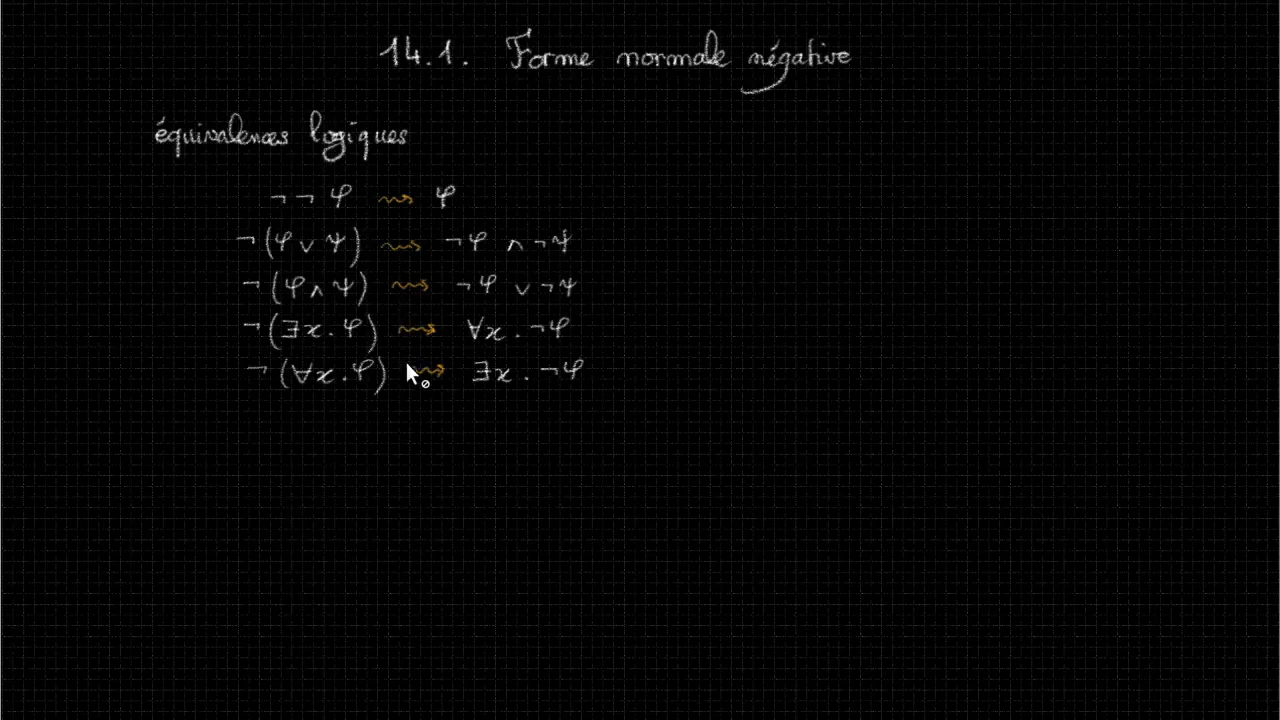 14.1. Forme normale négative
équivalences logiques
¬¬φ ⇝ φ
¬(φ ∨ ψ) ⇝ ¬φ ∧ ¬ψ
¬(φ ∧ ψ) ⇝ ¬φ ∨ ¬ψ
¬(∃x.φ) ⇝ ∀x.¬φ
¬(∀x.φ) ⇝ ∃x.¬φ